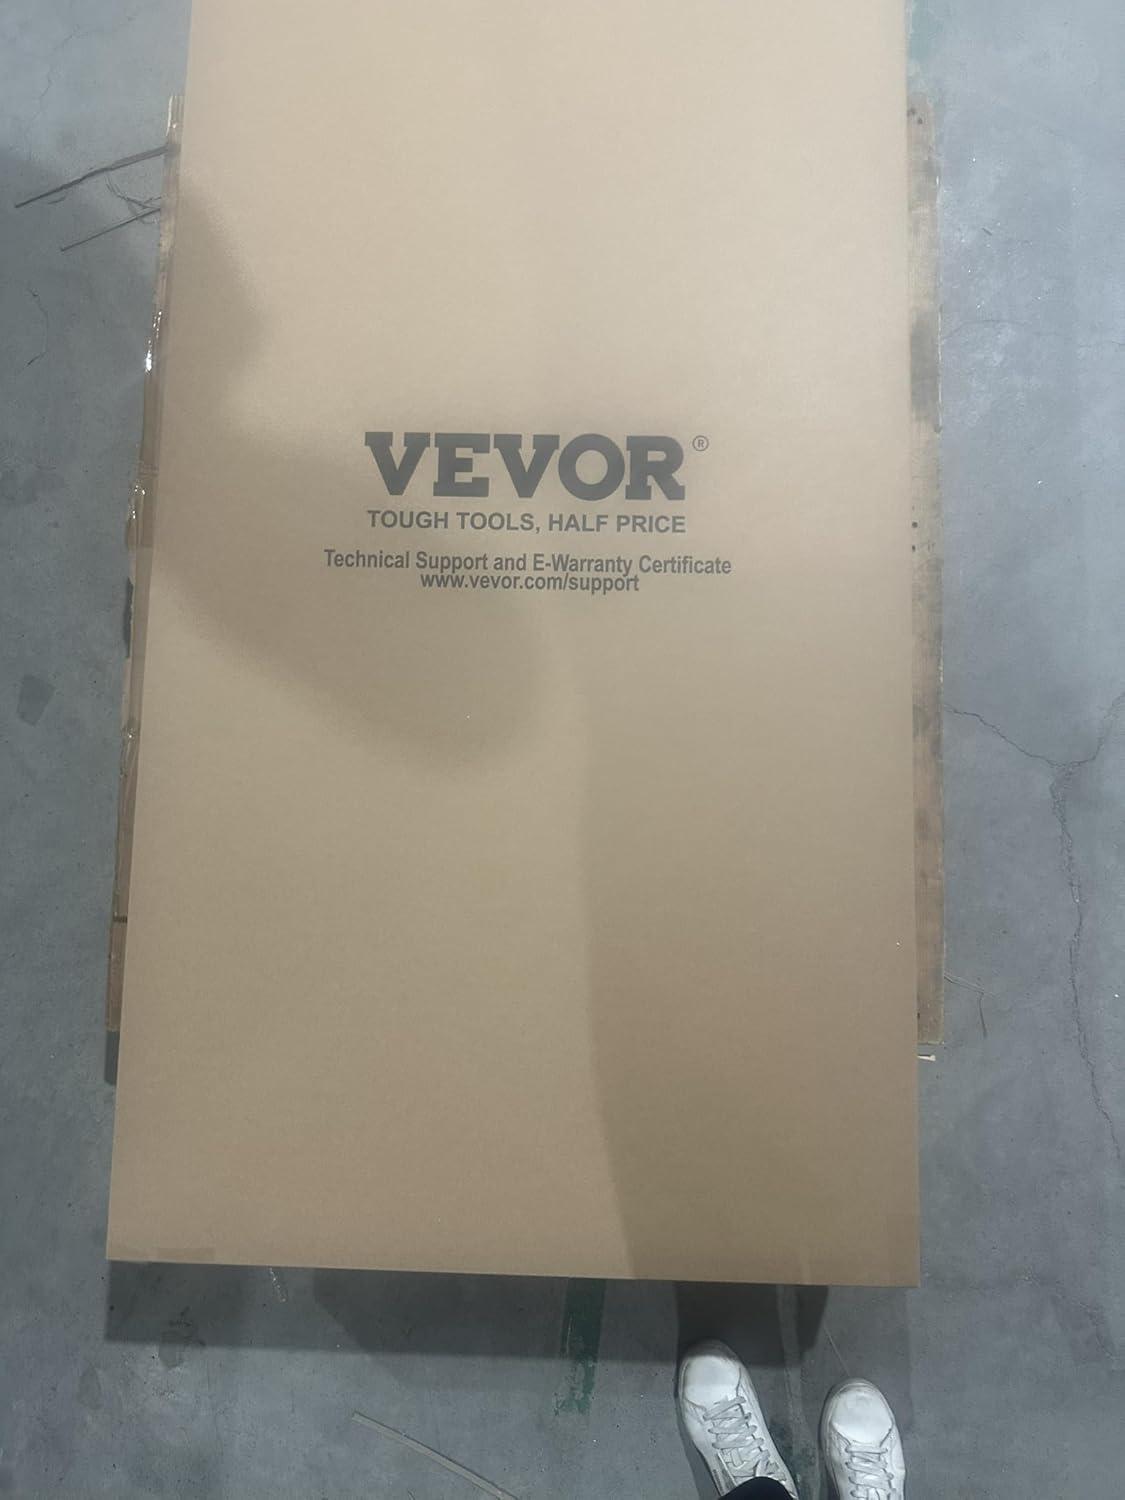 VEVOR®
TOUGH TOOLS, HALF PRICE
Technical Support and E-Warranty Certificate
www.vevor.com/support